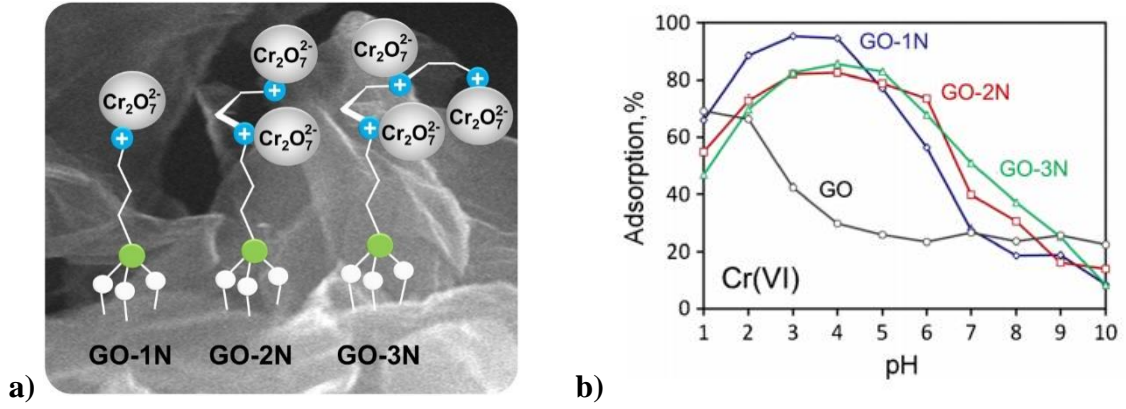 Cr₂O₇²⁻
Cr₂O₇²⁻
Cr₂O₇²⁻
Cr₂O₇²⁻
Cr₂O₇²⁻
Cr₂O₇²⁻
+
+
+
+
+
+
GO-1N
GO-2N
GO-3N
a)
Adsorption, %
100
80
60
40
20
0
GO-1N
GO-2N
GO-3N
GO
Cr(VI)
1 2 3 4 5 6 7 8 9 10
pH
b)